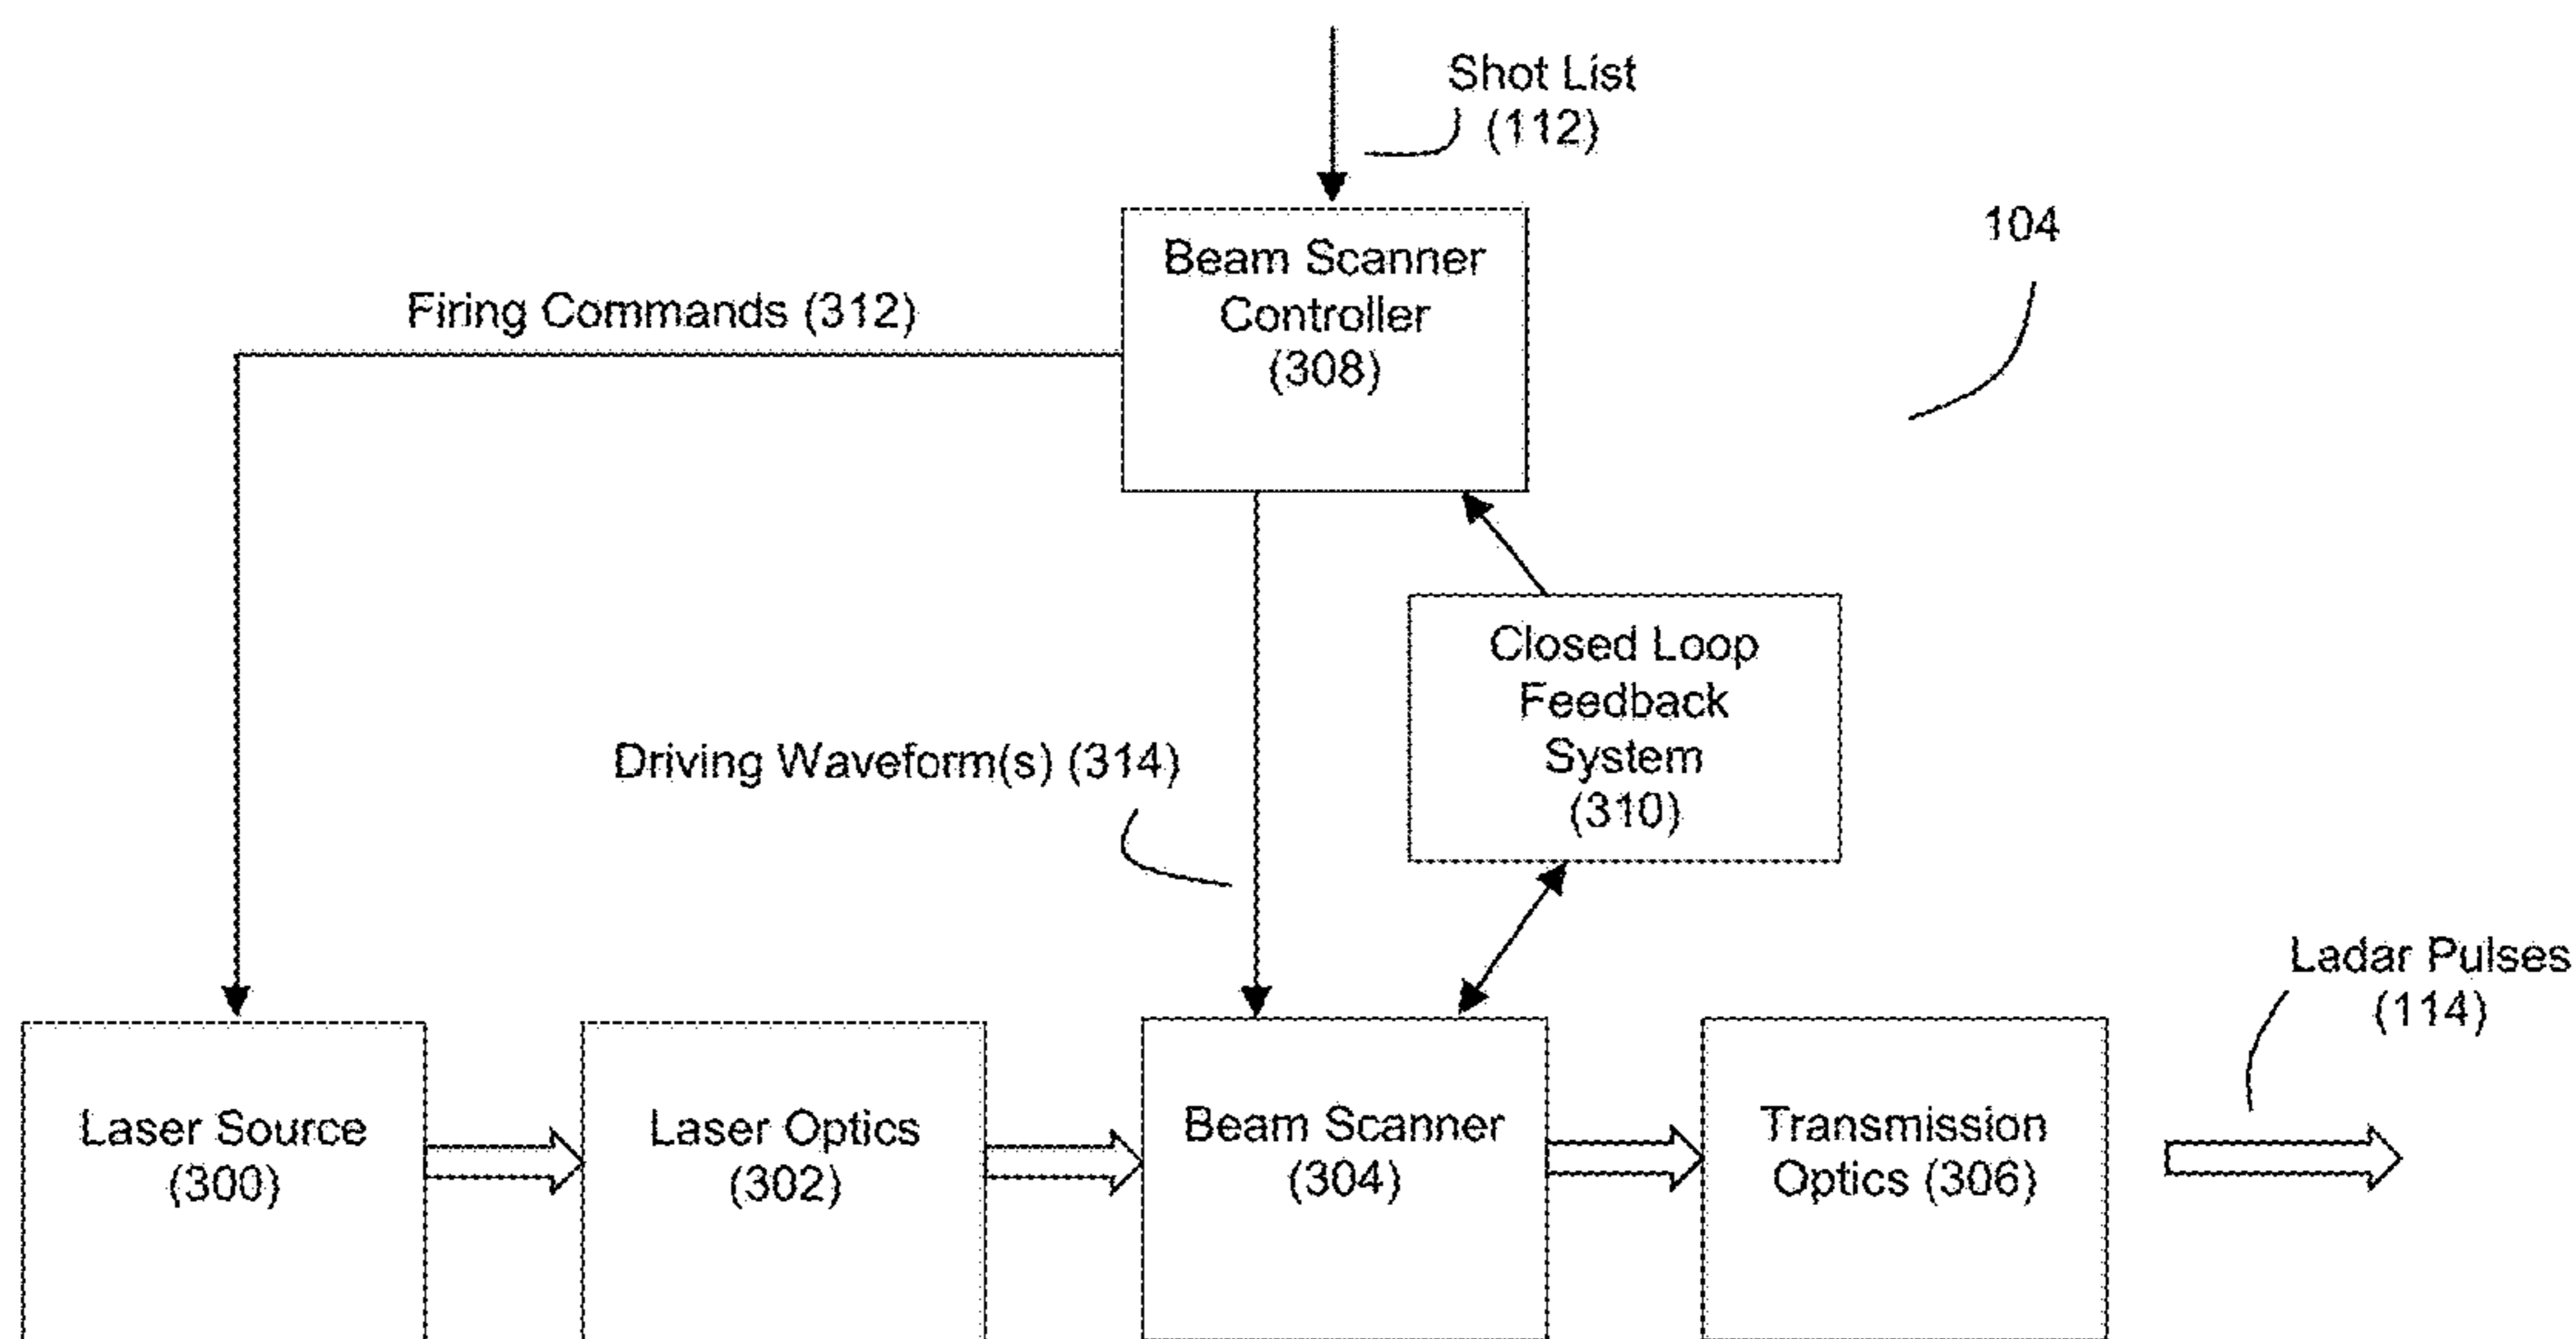 Shot List
(112)
104
Beam Scanner
Controller
(308)
Firing Commands (312)
Closed Loop
Feedback
System
(310)
Driving Waveform(s) (314)
Ladar Pulses
(114)
Laser Source
(300)
Laser Optics
(302)
Beam Scanner
(304)
Transmission
Optics (306)